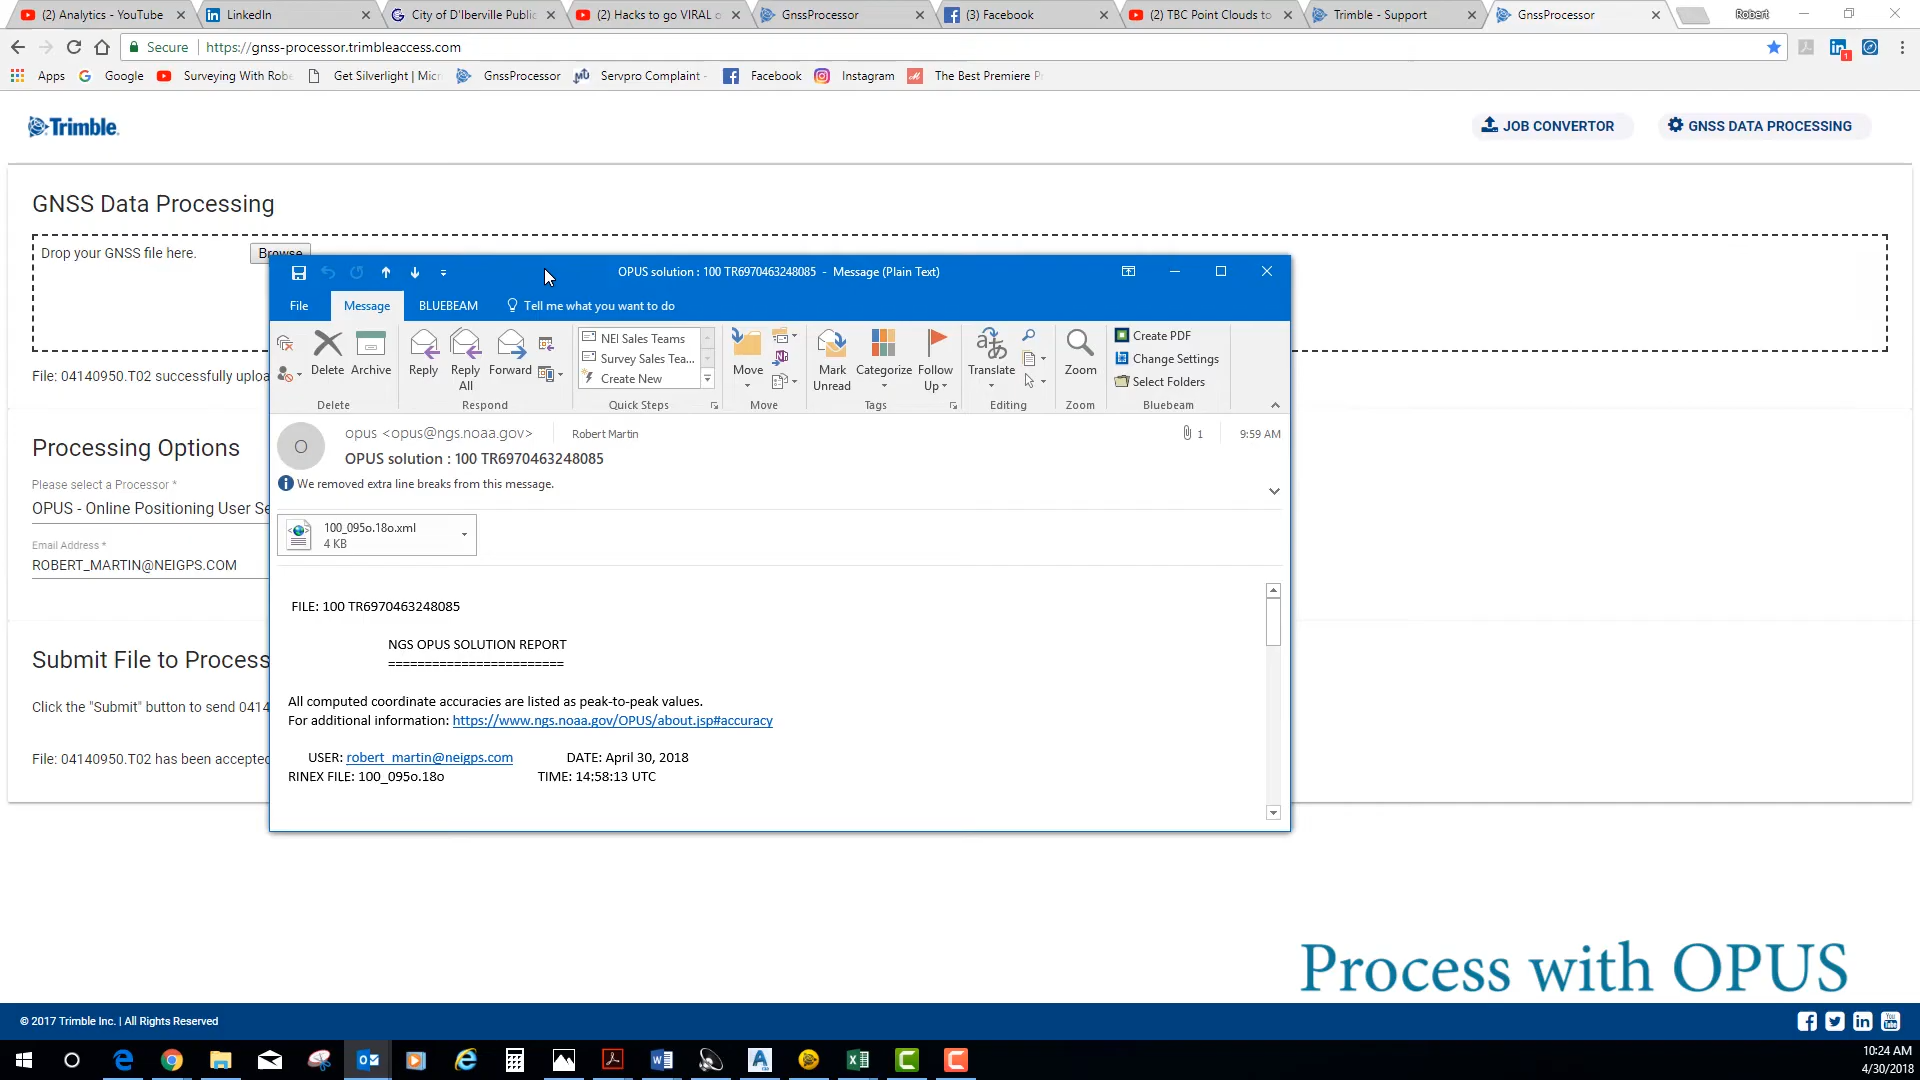 (2) Analytics - YouTube
LinkedIn
City of D'Iberville Public
(2) Hacks to go VIRAL o
GnssProcessor
(3) Facebook
(2) TBC Point Clouds to
Trimble - Support
GnssProcessor
Robert
Secure
https://gnss-processor.trimbleaccess.com
Apps
Google
Surveying With Robe
Get Silverlight | Micr
GnssProcessor
Servpro Complaint -
Facebook
Instagram
The Best Premiere P
Trimble.
JOB CONVERTOR
GNSS DATA PROCESSING
GNSS Data Processing
Drop your GNSS file here.
Browse
File: 04140950.T02 successfully uploa
Processing Options
Please select a Processor *
OPUS - Online Positioning User Se
Email Address *
ROBERT_MARTIN@NEIGPS.COM
Submit File to Process
Click the "Submit" button to send 0414
File: 04140950.T02 has been accepted
OPUS solution : 100 TR6970463248085 - Message (Plain Text)
File
Message
BLUEBEAM
Tell me what you want to do
Delete
Archive
Delete
Reply
Reply All
Forward
Respond
NEI Sales Teams
Survey Sales Tea...
Create New
Quick Steps
Move
Move
Mark Unread
Categorize
Follow Up
Tags
Translate
Editing
Zoom
Zoom
Create PDF
Change Settings
Select Folders
Bluebeam
O
opus <opus@ngs.noaa.gov>
Robert Martin
1
9:59 AM
OPUS solution : 100 TR6970463248085
We removed extra line breaks from this message.
100_095o.18o.xml
4 KB
FILE: 100 TR6970463248085
NGS OPUS SOLUTION REPORT
========================
All computed coordinate accuracies are listed as peak-to-peak values.
For additional information: https://www.ngs.noaa.gov/OPUS/about.jsp#accuracy
USER: robert_martin@neigps.com DATE: April 30, 2018
RINEX FILE: 100_095o.18o TIME: 14:58:13 UTC
Process with OPUS
© 2017 Trimble Inc. | All Rights Reserved
10:24 AM
4/30/2018